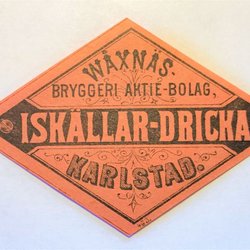 WÄXNÄS-
BRYGGERI AKTIE-BOLAG,
ISKÄLLAR-DRICKA
KARLSTAD.